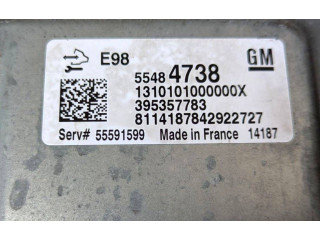 E98
GM
5548 4738
1310101000000X
395357783
8114187842922727
Serv# 55591599 Made in France 14187